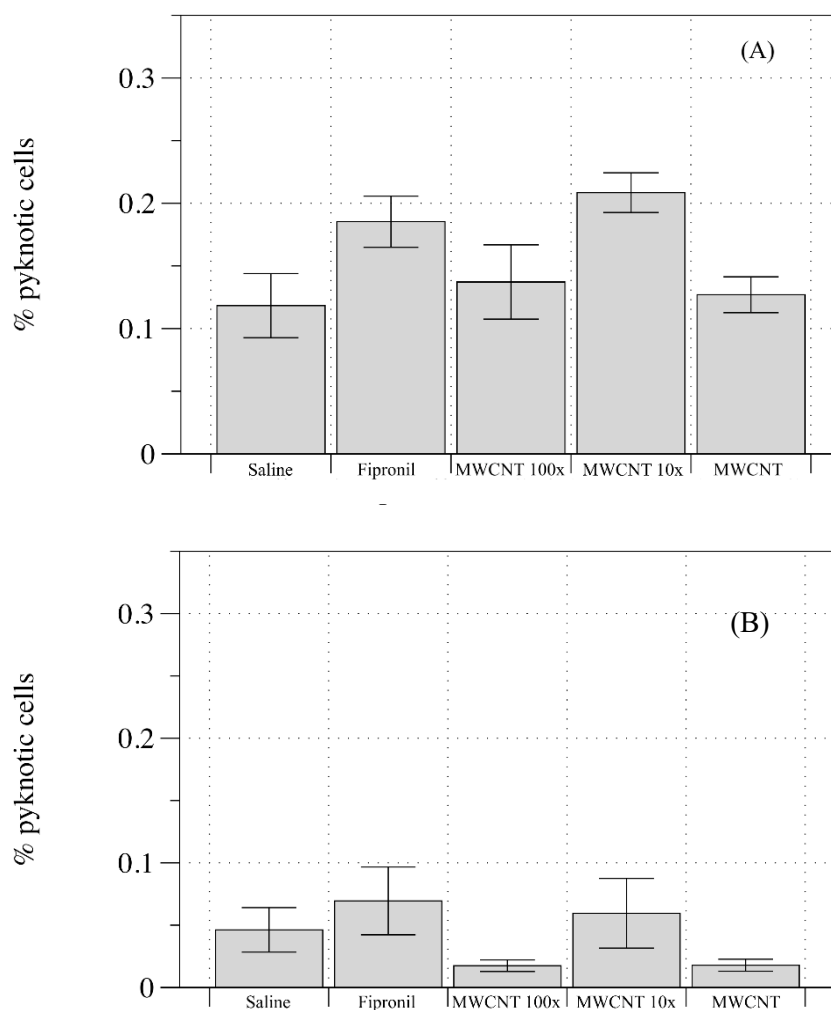 (A)
% pyknotic cells
0.3
0.2
0.1
0
Saline Fipronil MWCNT 100x MWCNT 10x MWCNT
(B)
% pyknotic cells
0.3
0.2
0.1
0
Saline Fipronil MWCNT 100x MWCNT 10x MWCNT